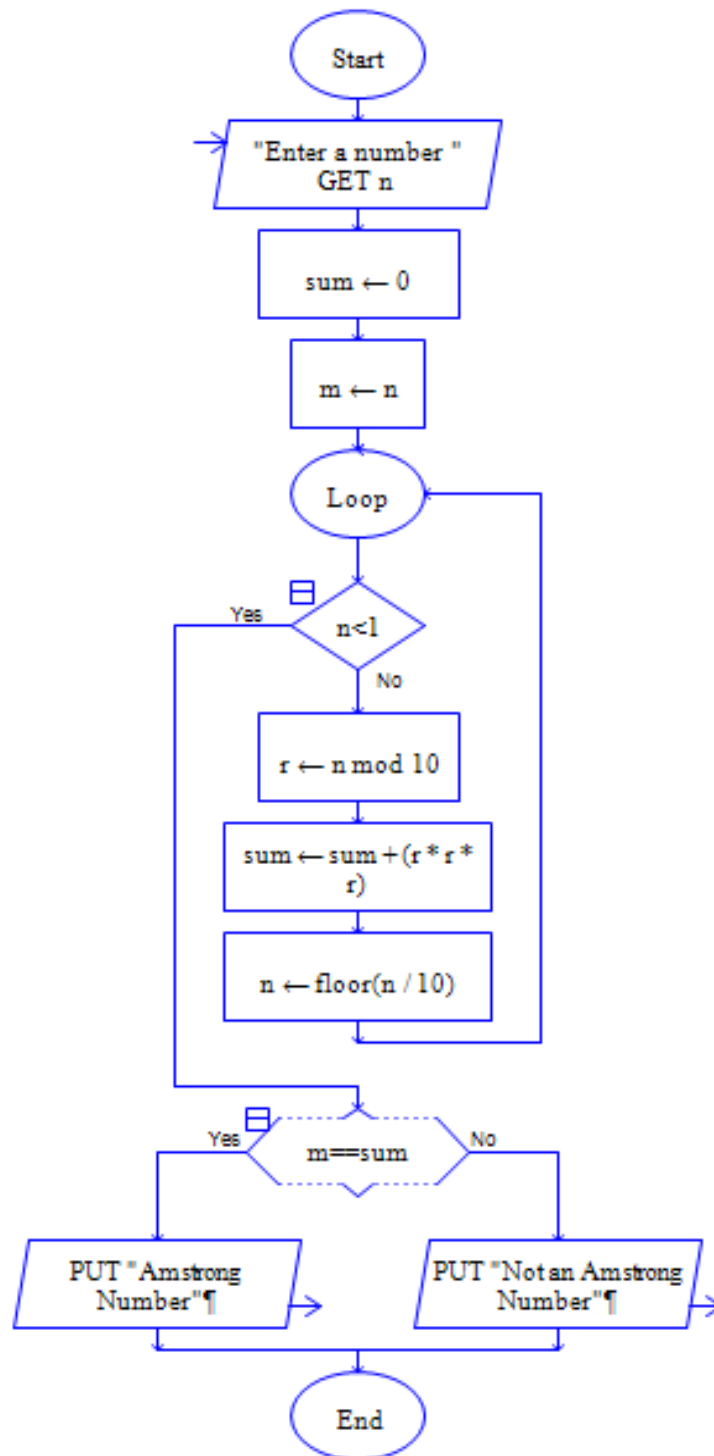 Start
"Enter a number "
GET n
sum ← 0
m ← n
Loop
Yes
n<1
No
r ← n mod 10
sum ← sum + (r * r *
r)
n ← floor(n / 10)
Yes
m==sum
No
PUT "Amstrong
Number"¶
PUT "Not an Amstrong
Number"¶
End